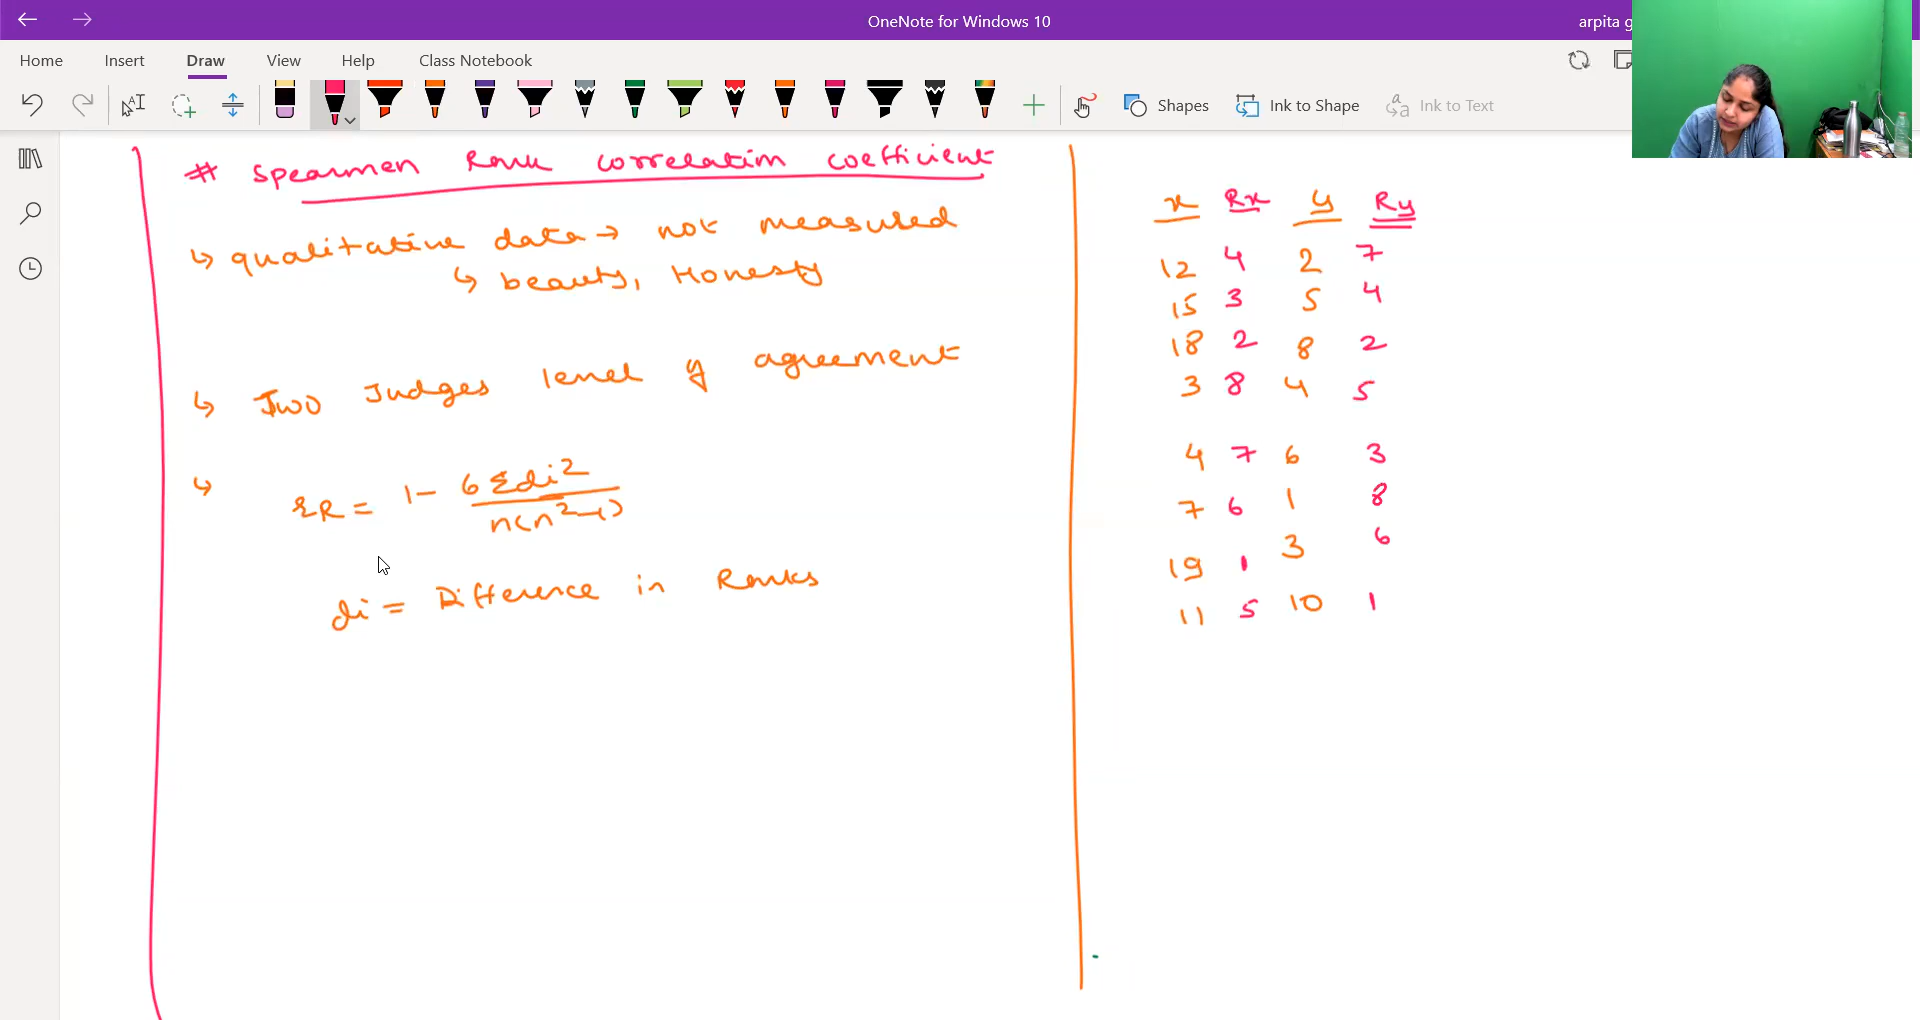 OneNote for Windows 10
arpita g
Home Insert Draw View Help Class Notebook
Shapes Ink to Shape Ink to Text
# Spearmen Rank correlation coefficient
↳ qualitative data → not measured
↳ beauty, Honesty
↳ Two Judges level of agreement
↳ rR = 1 - 6 Σdi² / n(n²-1)
di = Difference in Ranks
x Rx y Ry
12 4 2 7
15 3 5 4
18 2 8 2
3 8 4 5
4 7 6 3
7 6 1 8
19 1 3 6
11 5 10 1